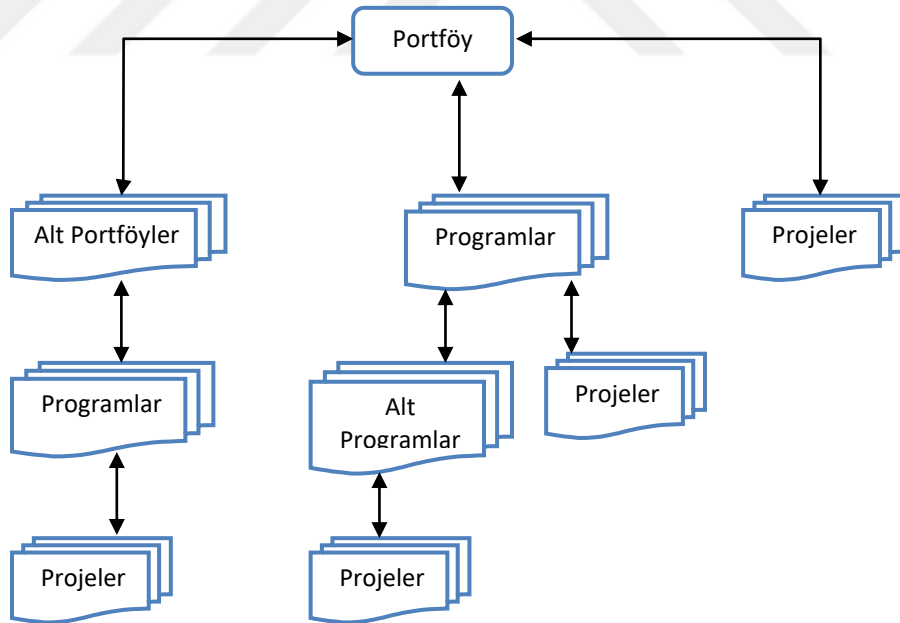 Portföy
Alt Portföyler
Programlar
Projeler
Programlar
Alt
Programlar
Projeler
Projeler
Projeler